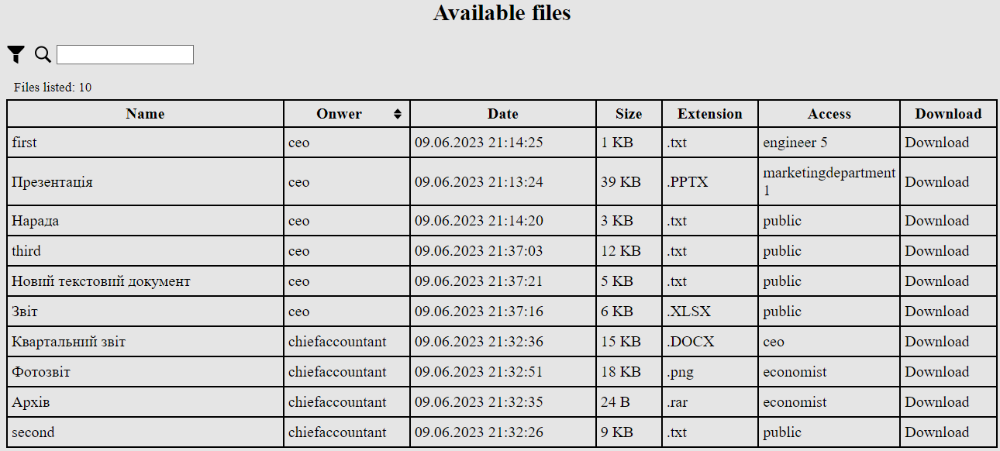 Available files
Files listed: 10
Name Onwer Date Size Extension Access Download
first ceo 09.06.2023 21:14:25 1 KB .txt engineer 5 Download
Презентація ceo 09.06.2023 21:13:24 39 KB .PPTX marketingdepartment 1 Download
Нарада ceo 09.06.2023 21:14:20 3 KB .txt public Download
third ceo 09.06.2023 21:37:03 12 KB .txt public Download
Новий текстовий документ ceo 09.06.2023 21:37:21 5 KB .txt public Download
Звіт ceo 09.06.2023 21:37:16 6 KB .XLSX public Download
Квартальний звіт chiefaccountant 09.06.2023 21:32:36 15 KB .DOCX ceo Download
Фотозвіт chiefaccountant 09.06.2023 21:32:51 18 KB .png economist Download
Архів chiefaccountant 09.06.2023 21:32:35 24 B .rar economist Download
second chiefaccountant 09.06.2023 21:32:26 9 KB .txt public Download